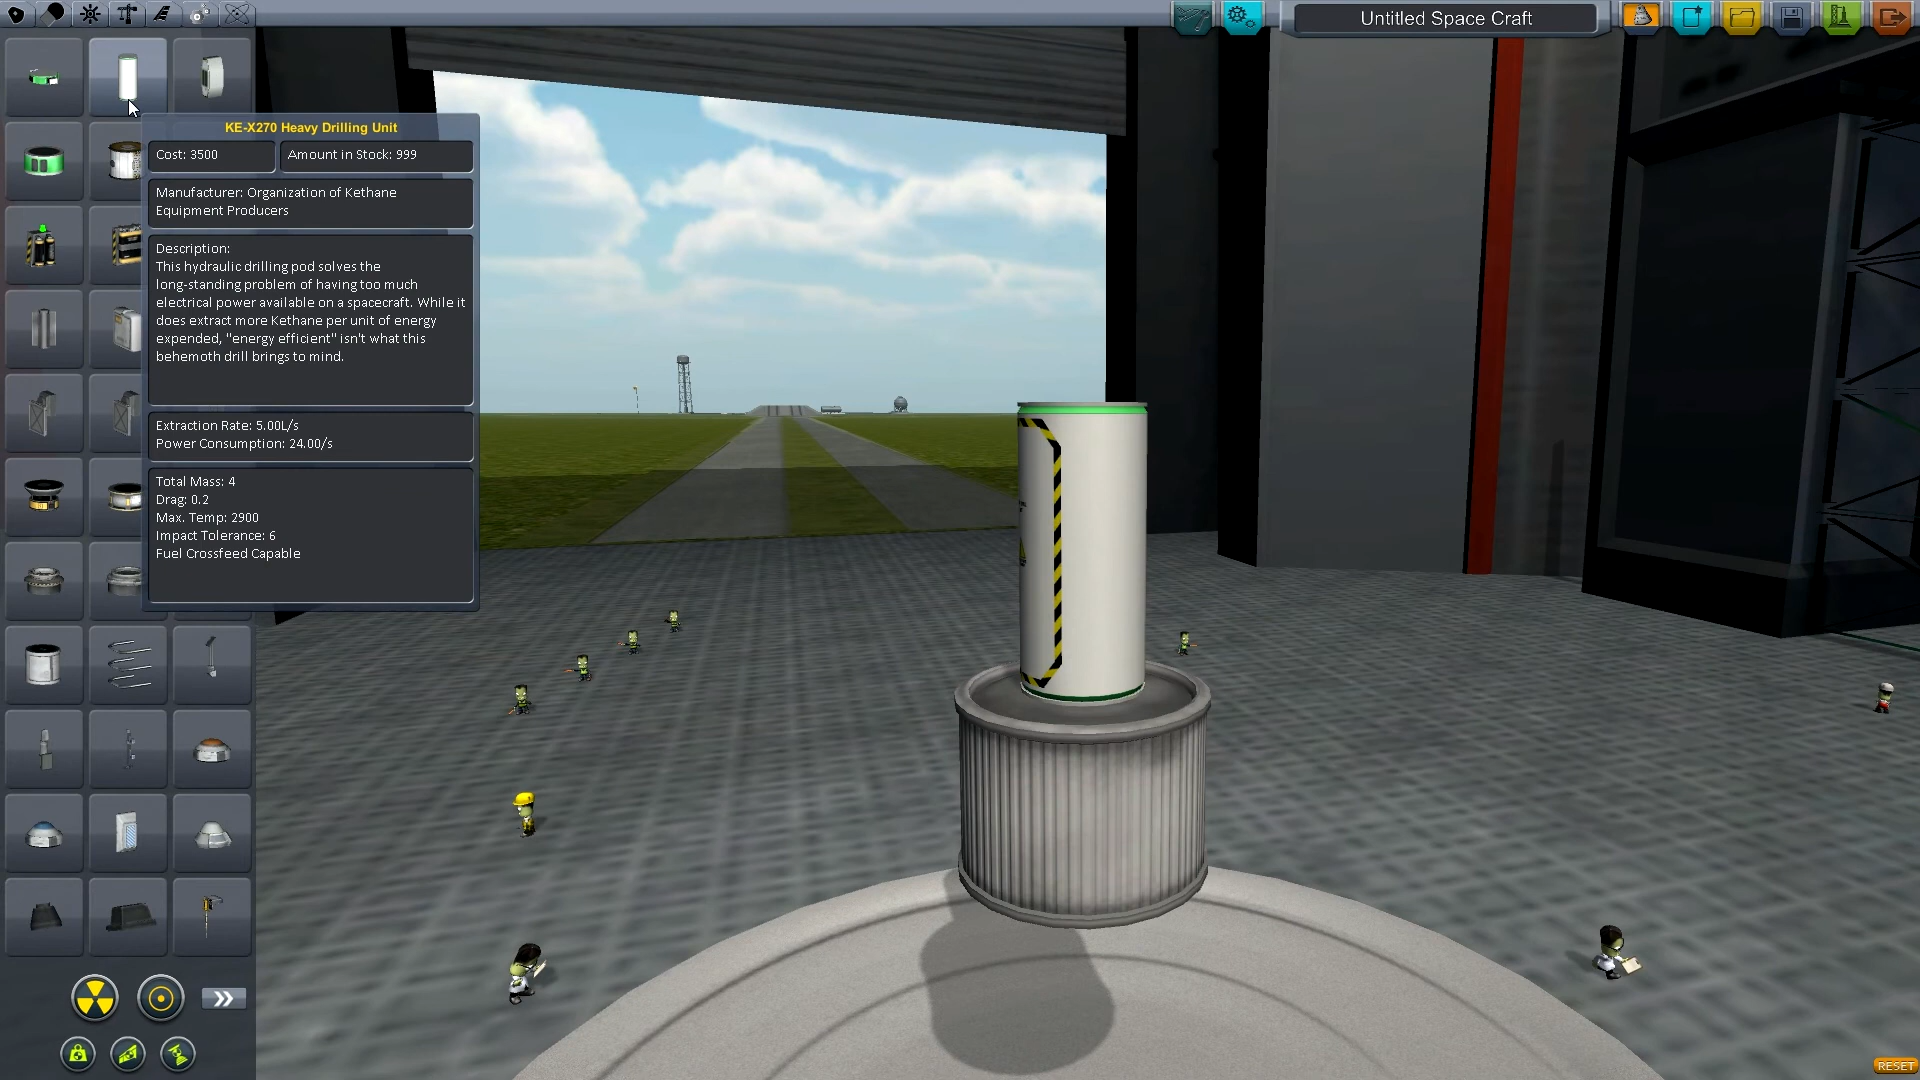 Untitled Space Craft
KE-X270 Heavy Drilling Unit
Cost: 3500
Amount in Stock: 999
Manufacturer: Organization of Kethane
Equipment Producers
Description:
This hydraulic drilling pod solves the
long-standing problem of having too much
electrical power available on a spacecraft. While it
does extract more Kethane per unit of energy
expended, "energy efficient" isn't what this
behemoth drill brings to mind.
Extraction Rate: 5.00L/s
Power Consumption: 24.00/s
Total Mass: 4
Drag: 0.2
Max. Temp: 2900
Impact Tolerance: 6
Fuel Crossfeed Capable
RESET